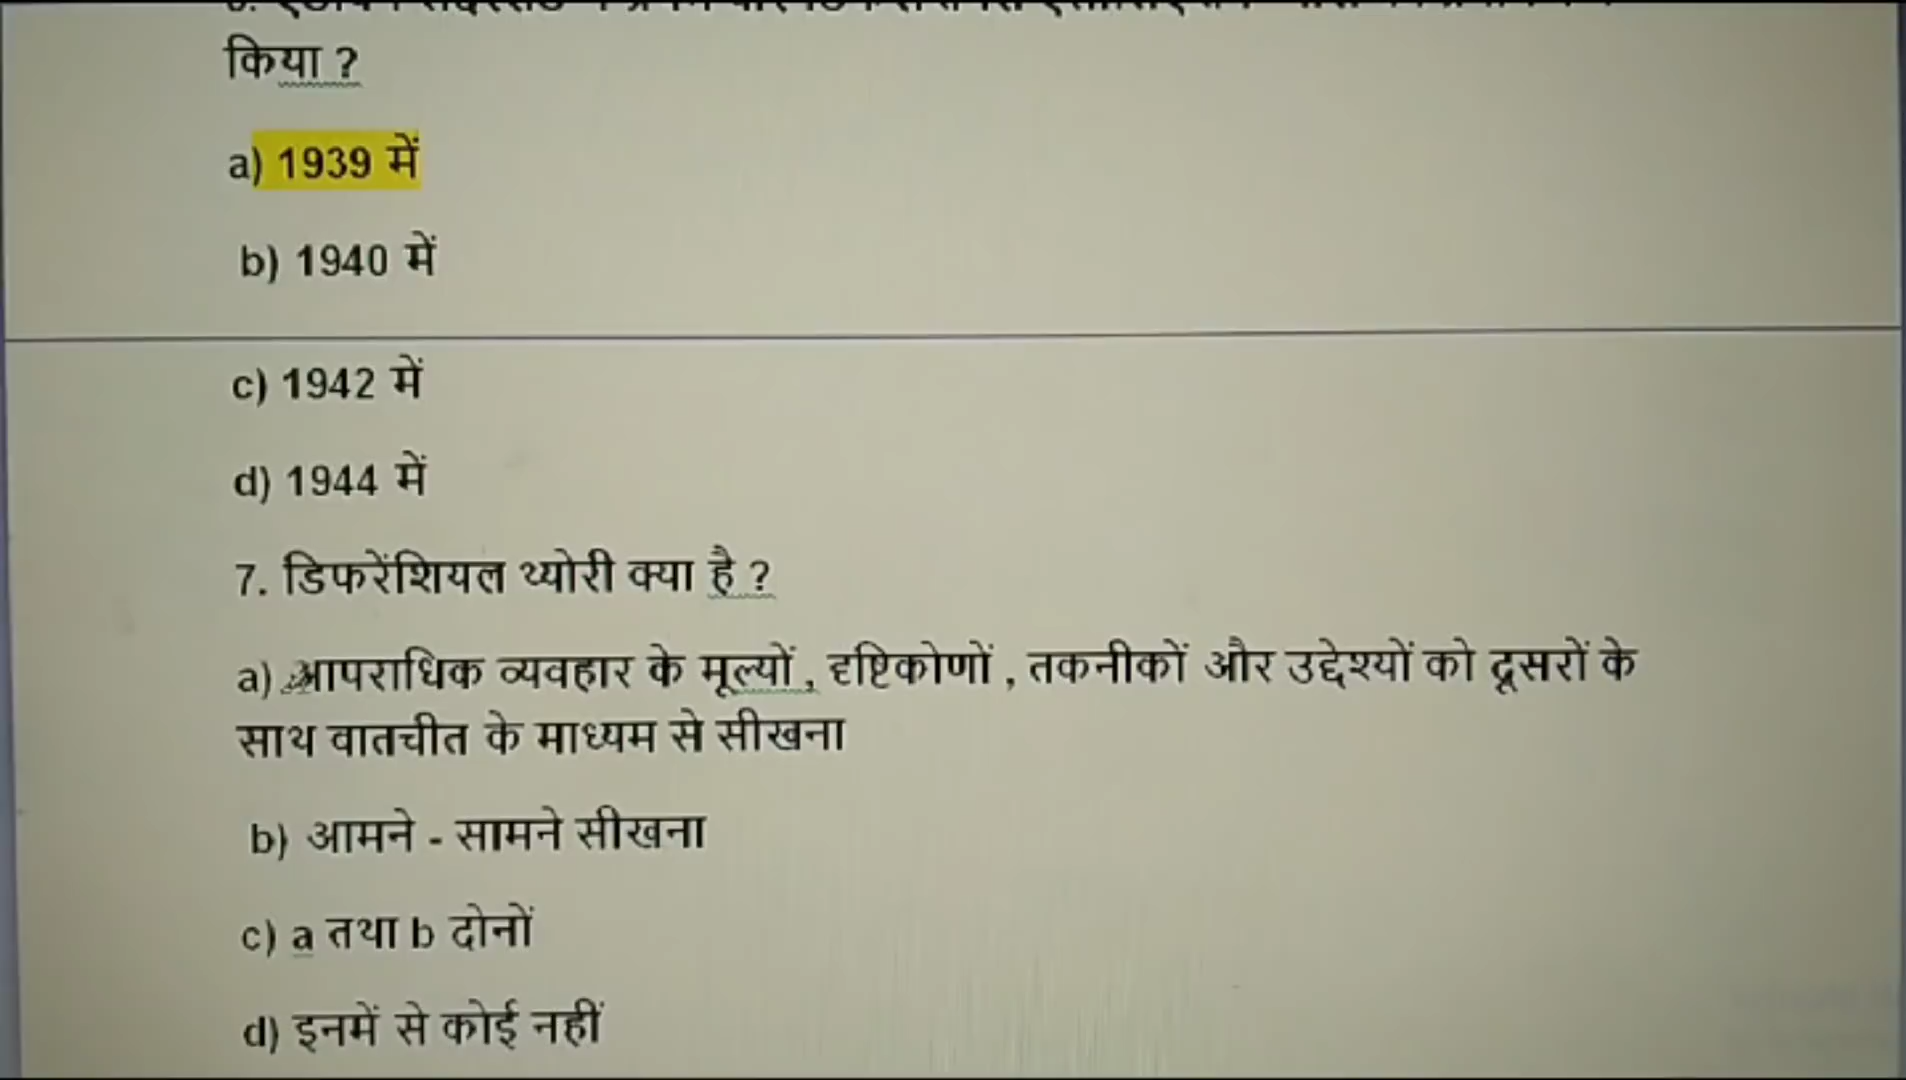 किया ?
a) 1939 में
b) 1940 में
c) 1942 में
d) 1944 में
7. डिफरेंशियल थ्योरी क्या है ?
a) आपराधिक व्यवहार के मूल्यों , दृष्टिकोणों , तकनीकों और उद्देश्यों को दूसरों के
साथ वातचीत के माध्यम से सीखना
b) आमने - सामने सीखना
c) a तथा b दोनों
d) इनमें से कोई नहीं